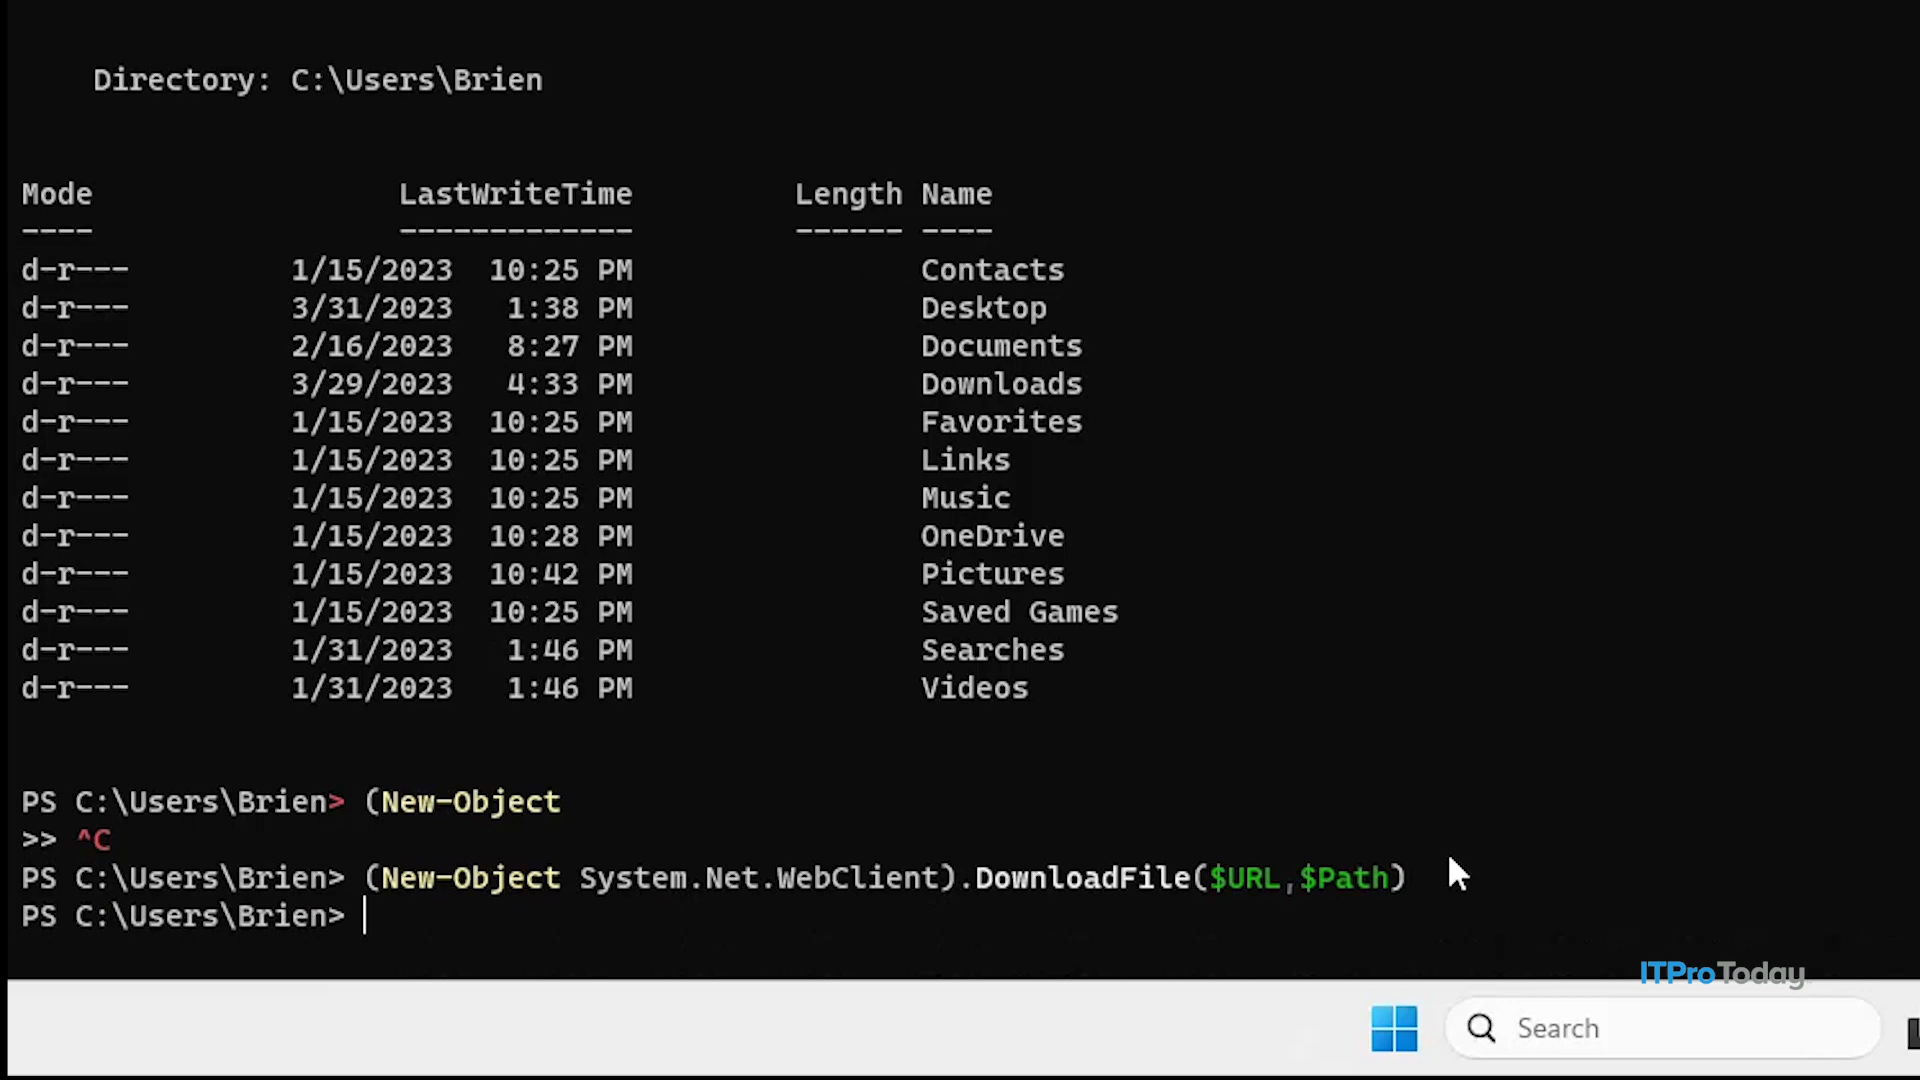 Directory: C:\Users\Brien
Mode LastWriteTime Length Name
---- ------------- ------ ----
d-r--- 1/15/2023 10:25 PM Contacts
d-r--- 3/31/2023 1:38 PM Desktop
d-r--- 2/16/2023 8:27 PM Documents
d-r--- 3/29/2023 4:33 PM Downloads
d-r--- 1/15/2023 10:25 PM Favorites
d-r--- 1/15/2023 10:25 PM Links
d-r--- 1/15/2023 10:25 PM Music
d-r--- 1/15/2023 10:28 PM OneDrive
d-r--- 1/15/2023 10:42 PM Pictures
d-r--- 1/15/2023 10:25 PM Saved Games
d-r--- 1/31/2023 1:46 PM Searches
d-r--- 1/31/2023 1:46 PM Videos
PS C:\Users\Brien> (New-Object
>> ^C
PS C:\Users\Brien> (New-Object System.Net.WebClient).DownloadFile($URL,$Path)
PS C:\Users\Brien>
ITProToday
Search